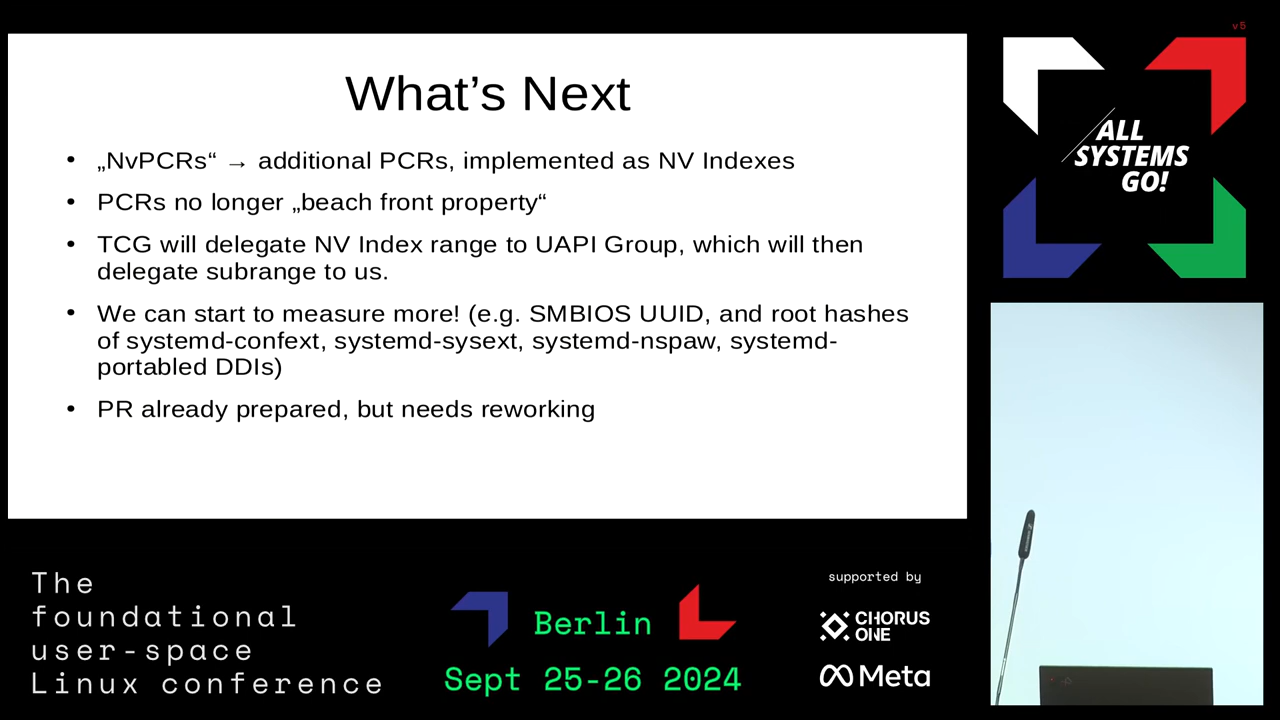 What's Next
• „NvPCRs“ → additional PCRs, implemented as NV Indexes
• PCRs no longer „beach front property“
• TCG will delegate NV Index range to UAPI Group, which will then
delegate subrange to us.
• We can start to measure more! (e.g. SMBIOS UUID, and root hashes
of systemd-confext, systemd-sysext, systemd-nspaw, systemd-
portabled DDIs)
• PR already prepared, but needs reworking
v5
ALL
SYSTEMS
GO!
The
foundational
user-space
Linux conference
Berlin
Sept 25-26 2024
supported by
CHORUS
ONE
Meta